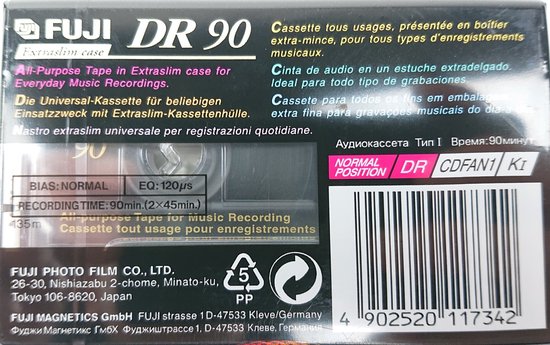 FUJI
Extraslim case
DR 90
Cassette tous usages, présentée en boîtier
extra-mince, pour tous types d'enregistrements
musicaux.
All-Purpose Tape in Extraslim case for
Everyday Music Recordings.
Cinta de audio en un estuche extradelgado.
Ideal para todo tipo de grabaciones.
Die Universal-Kassette für beliebigen
Einsatzzweck mit Extraslim-Kassettenhülle.
Cassete para todos os fins em embalagem
extra fina para gravaçôes musicais do dia
Nastro extraslim universale per registrazioni quotidiane.
Аудиокассета Тип I Время:90минут
90
NORMAL POSITION DR CDFAN1 KI
BIAS: NORMAL EQ: 120µs
RECORDING TIME: 90min. (2×45min.)
135m
All-purpose Tape for Music Recording
Cassette tout usage pour enregistrements
FUJI PHOTO FILM CO., LTD.
26-30, Nishiazabu 2-chome, Minato-ku,
Tokyo 106-8620, Japan
5
PP
FUJI MAGNETICS GmbH FUJI strasse 1 D-47533 Kleve/Germany
Фуджи Магнетикс ГмбХ Фуджиштрассе 1, D-47533 Клеве, Германия
4 902520 117342